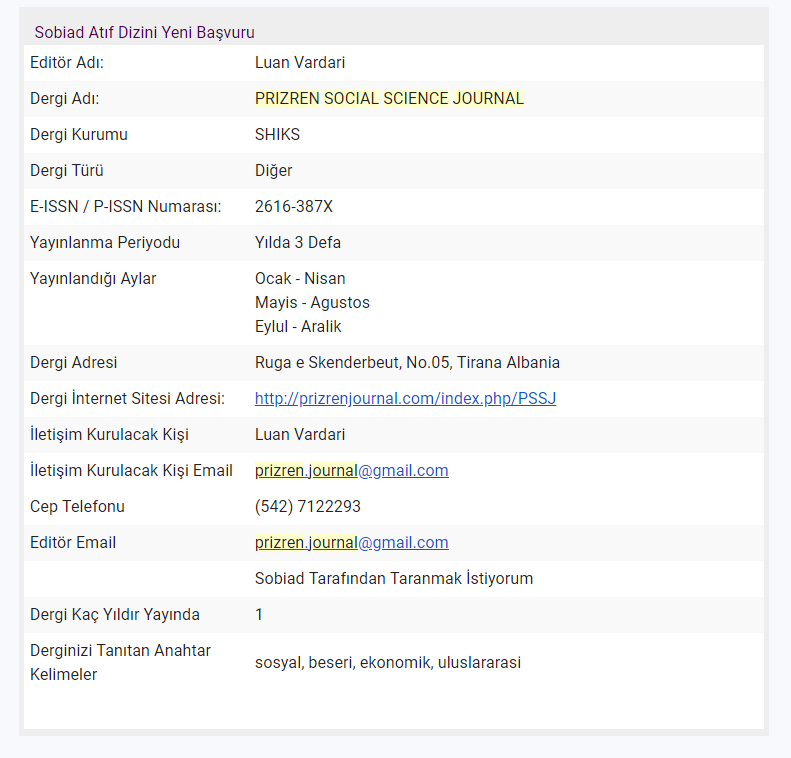 Sobiad Atıf Dizini Yeni Başvuru
Editör Adı: Luan Vardari
Dergi Adı: PRIZREN SOCIAL SCIENCE JOURNAL
Dergi Kurumu SHIKS
Dergi Türü Diğer
E-ISSN / P-ISSN Numarası: 2616-387X
Yayınlanma Periyodu Yılda 3 Defa
Yayınlandığı Aylar Ocak - Nisan
Mayis - Agustos
Eylul - Aralik
Dergi Adresi Ruga e Skenderbeut, No.05, Tirana Albania
Dergi İnternet Sitesi Adresi: http://prizrenjournal.com/index.php/PSSJ
İletişim Kurulacak Kişi Luan Vardari
İletişim Kurulacak Kişi Email prizren.journal@gmail.com
Cep Telefonu (542) 7122293
Editör Email prizren.journal@gmail.com
Sobiad Tarafından Taranmak İstiyorum
Dergi Kaç Yıldır Yayında 1
Derginizi Tanıtan Anahtar
Kelimeler
sosyal, beseri, ekonomik, uluslararasi